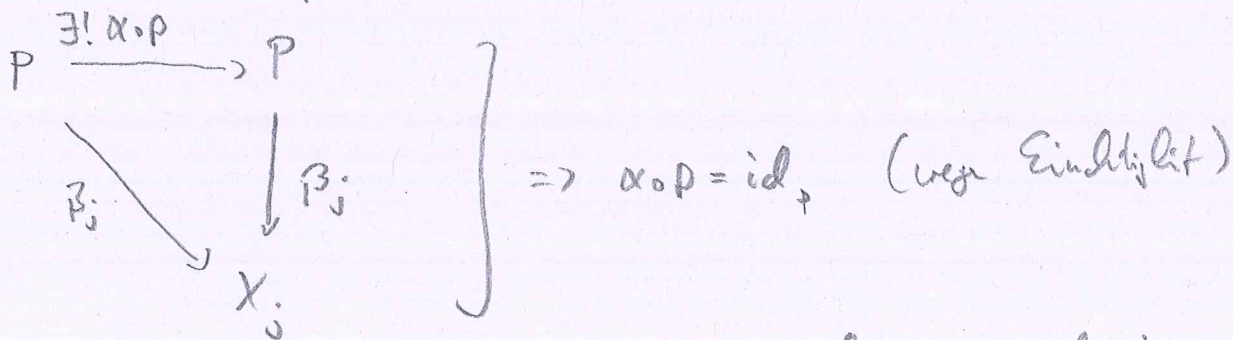 ∃! α∘p
P → P
β_j β_j } => α∘p = id_P (wegen Eindeutigkeit)
X_j